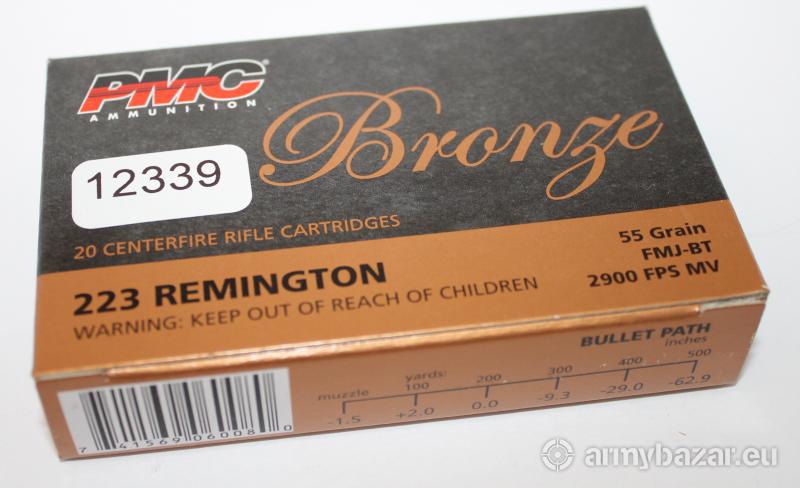 PMC®
AMMUNITION
Bronze
12339
20 CENTERFIRE RIFLE CARTRIDGES
223 REMINGTON
55 Grain
FMJ-BT
2900 FPS MV
WARNING: KEEP OUT OF REACH OF CHILDREN
BULLET PATH
inches
muzzle yards: 100 200 300 400 500
-1.5 +2.0 0.0 -9.3 -29.0 -62.9
7 41569 06008 0
armybazar.eu